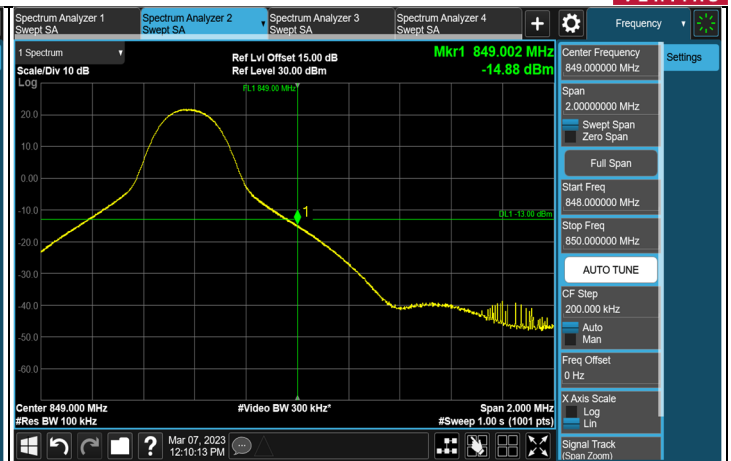 Spectrum Analyzer 1
Swept SA
Spectrum Analyzer 2
Swept SA
Spectrum Analyzer 3
Swept SA
Spectrum Analyzer 4
Swept SA
+
Frequency
Settings
1 Spectrum
Scale/Div 10 dB
Log
Ref Lvl Offset 15.00 dB
Ref Level 30.00 dBm
Mkr1 849.002 MHz
-14.88 dBm
FL1 849.00 MHz
20.0
10.0
0.00
-10.0
-20.0
-30.0
-40.0
-50.0
-60.0
1
DL1 -13.00 dBm
Center 849.000 MHz
#Res BW 100 kHz
#Video BW 300 kHz*
Span 2.000 MHz
#Sweep 1.00 s (1001 pts)
Center Frequency
849.000000 MHz
Span
2.00000000 MHz
Swept Span
Zero Span
Full Span
Start Freq
848.000000 MHz
Stop Freq
850.000000 MHz
AUTO TUNE
CF Step
200.000 kHz
Auto
Man
Freq Offset
0 Hz
X Axis Scale
Log
Lin
Signal Track
(Span Zoom)
?
Mar 07, 2023
12:10:13 PM